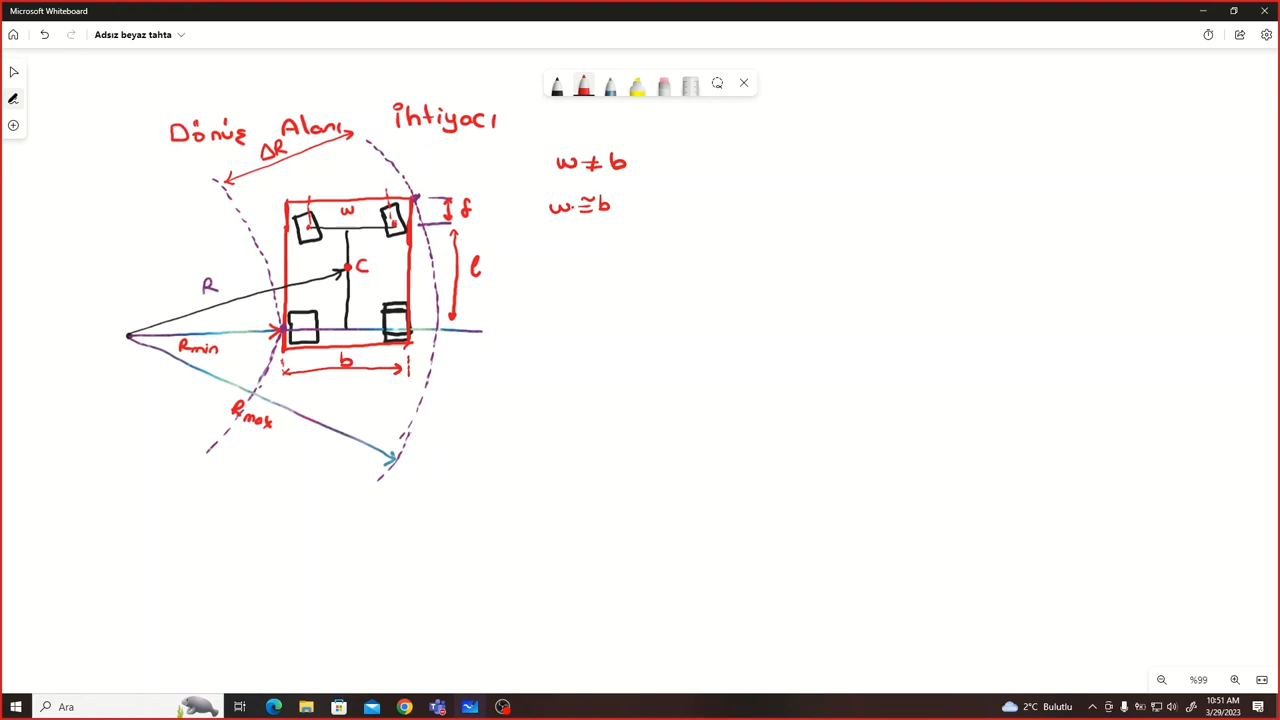 Microsoft Whiteboard
Adsız beyaz tahta
Dönüş Alanı İhtiyacı
ΔR
w ≠ b
w ≅ b
w
f
C
l
R
Rmin
b
Rmax
%99
Ara
2°C Bulutlu
10:51 AM
3/29/2023